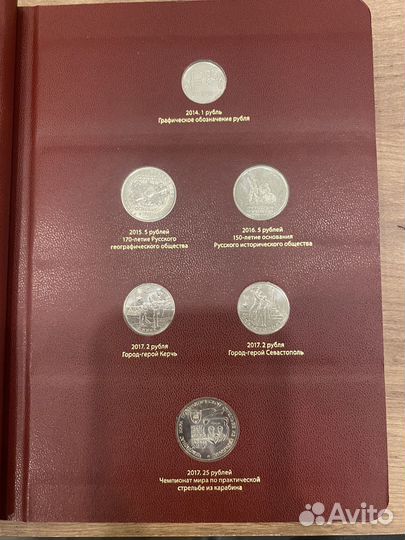 2014. 1 рубль
Графическое обозначение рубля
2015. 5 рублей
170-летие Русского
географического общества
2016. 5 рублей
150-летие основания
Русского исторического общества
2017. 2 рубля
Город-герой Керчь
2017. 2 рубля
Город-герой Севастополь
2017. 25 рублей
Чемпионат мира по практической
стрельбе из карабина
Avito